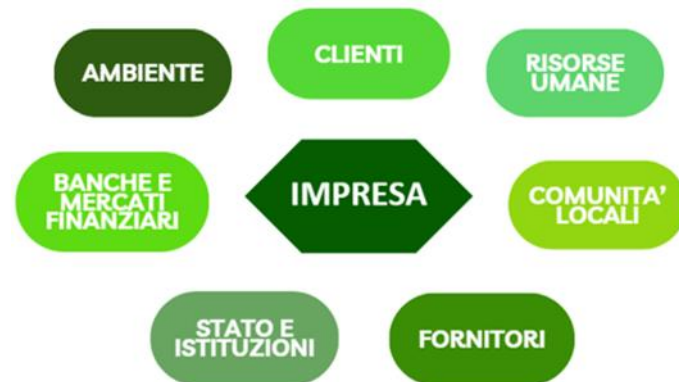 CLIENTI
AMBIENTE
RISORSE
UMANE
BANCHE E
MERCATI
FINANZIARI
IMPRESA
COMUNITA’
LOCALI
STATO E
ISTITUZIONI
FORNITORI